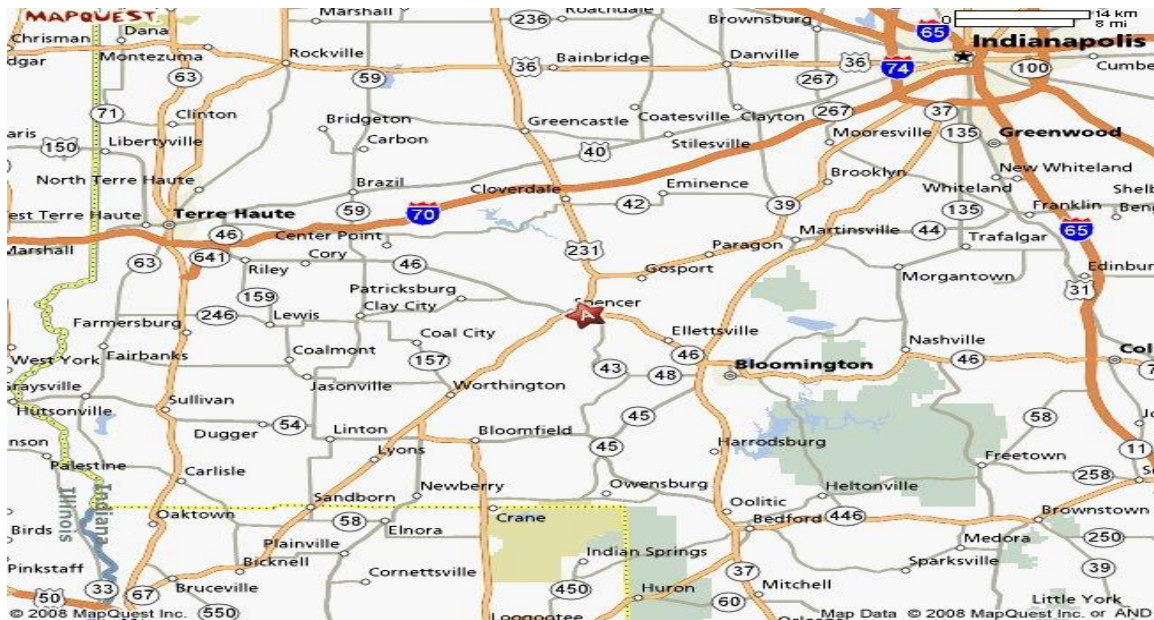 MAPQUEST.
Marshall
236
Roachdale
Brownsburg
65
0
14 km
8 mi
Chrisman
Dana
Indianapolis
Montezuma
Rockville
36
Bainbridge
Danville
36
74
100
63
59
267
71
Clinton
Bridgeton
Greencastle
Coatesville
Clayton
267
37
Mooresville
135
Greenwood
150
Libertyville
Carbon
40
Stilesville
New Whiteland
North Terre Haute
Brazil
Cloverdale
Eminence
Brooklyn
Whiteland
West Terre Haute
Terre Haute
59
70
42
39
135
Franklin
46
Center Point
Martinsville
44
65
Marshall
641
231
Paragon
Trafalgar
63
Riley
Cory
46
Gosport
Morgantown
31
159
Patricksburg
Spencer
Clay City
A
246
Lewis
Farmersburg
Coal City
Ellettsville
Nashville
West York
Fairbanks
Coalmont
157
46
46
Graysville
43
48
Bloomington
Jasonville
Worthington
Hutsonville
Sullivan
58
54
45
Dugger
Linton
Bloomfield
Harrodsburg
11
45
Lyons
Freetown
Palestine
Carlisle
258
Illinois
Indiana
Newberry
Owensburg
Heltonville
Sandborn
Oolitic
Oaktown
58
Crane
446
Brownstown
Birds
Elnora
Bedford
250
Plainville
Indian Springs
Medora
Pinkstaff
Bicknell
Sparksville
39
33
Bruceville
Cornettsville
450
Huron
37
Mitchell
50
67
550
60
Little York
© 2008 MapQuest Inc.
Loogootee
Map Data © 2008 MapQuest Inc. or AND